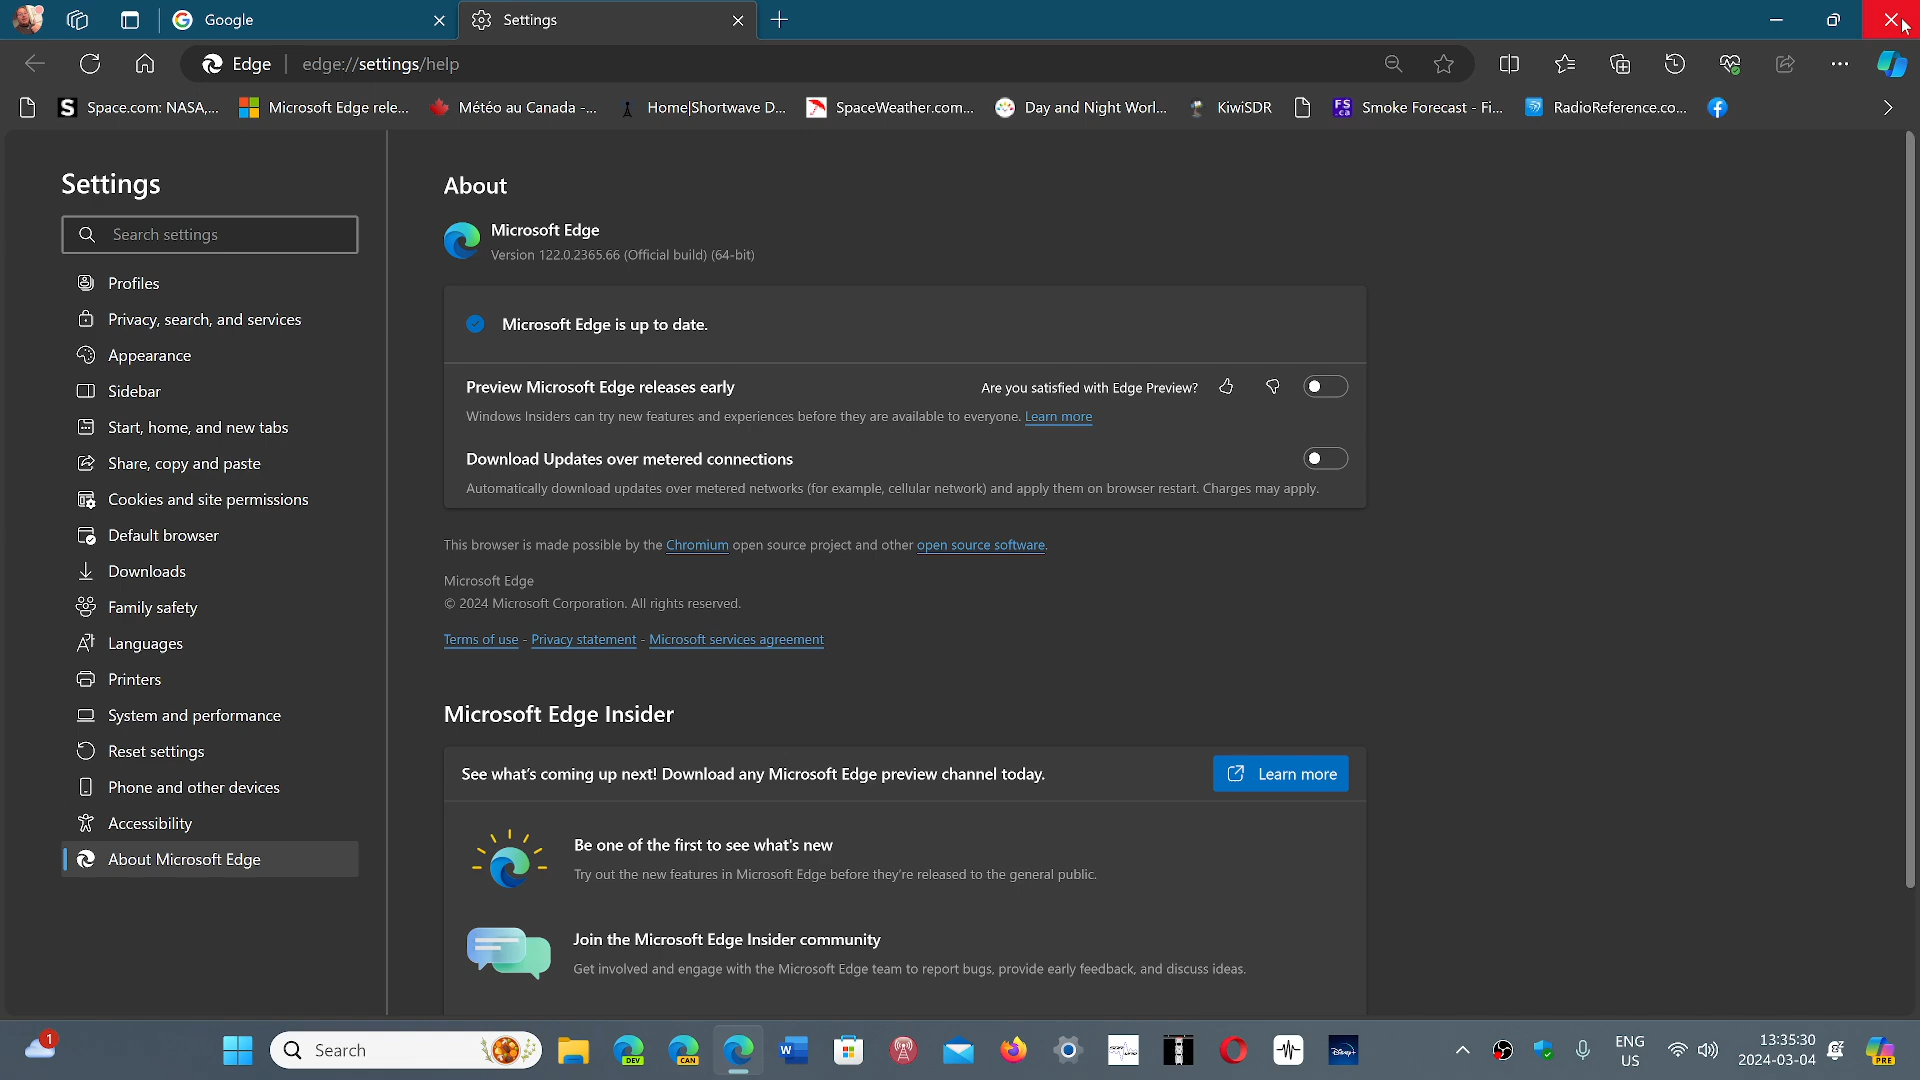 Google
Settings
Edge
edge://settings/help
Space.com: NASA,...
Microsoft Edge rele...
Météo au Canada -...
Home|Shortwave D...
SpaceWeather.com...
Day and Night Worl...
KiwiSDR
FS
.ca
Smoke Forecast - Fi...
RadioReference.co...
Settings
Search settings
Profiles
Privacy, search, and services
Appearance
Sidebar
Start, home, and new tabs
Share, copy and paste
Cookies and site permissions
Default browser
Downloads
Family safety
Languages
Printers
System and performance
Reset settings
Phone and other devices
Accessibility
About Microsoft Edge
About
Microsoft Edge
Version 122.0.2365.66 (Official build) (64-bit)
Microsoft Edge is up to date.
Preview Microsoft Edge releases early
Are you satisfied with Edge Preview?
Windows Insiders can try new features and experiences before they are available to everyone. Learn more
Download Updates over metered connections
Automatically download updates over metered networks (for example, cellular network) and apply them on browser restart. Charges may apply.
This browser is made possible by the Chromium open source project and other open source software.
Microsoft Edge
© 2024 Microsoft Corporation. All rights reserved.
Terms of use - Privacy statement - Microsoft services agreement
Microsoft Edge Insider
See what's coming up next! Download any Microsoft Edge preview channel today.
Learn more
Be one of the first to see what's new
Try out the new features in Microsoft Edge before they're released to the general public.
Join the Microsoft Edge Insider community
Get involved and engage with the Microsoft Edge team to report bugs, provide early feedback, and discuss ideas.
1
Search
DEV
CAN
W
Disney+
ENG
US
13:35:30
2024-03-04
PRE